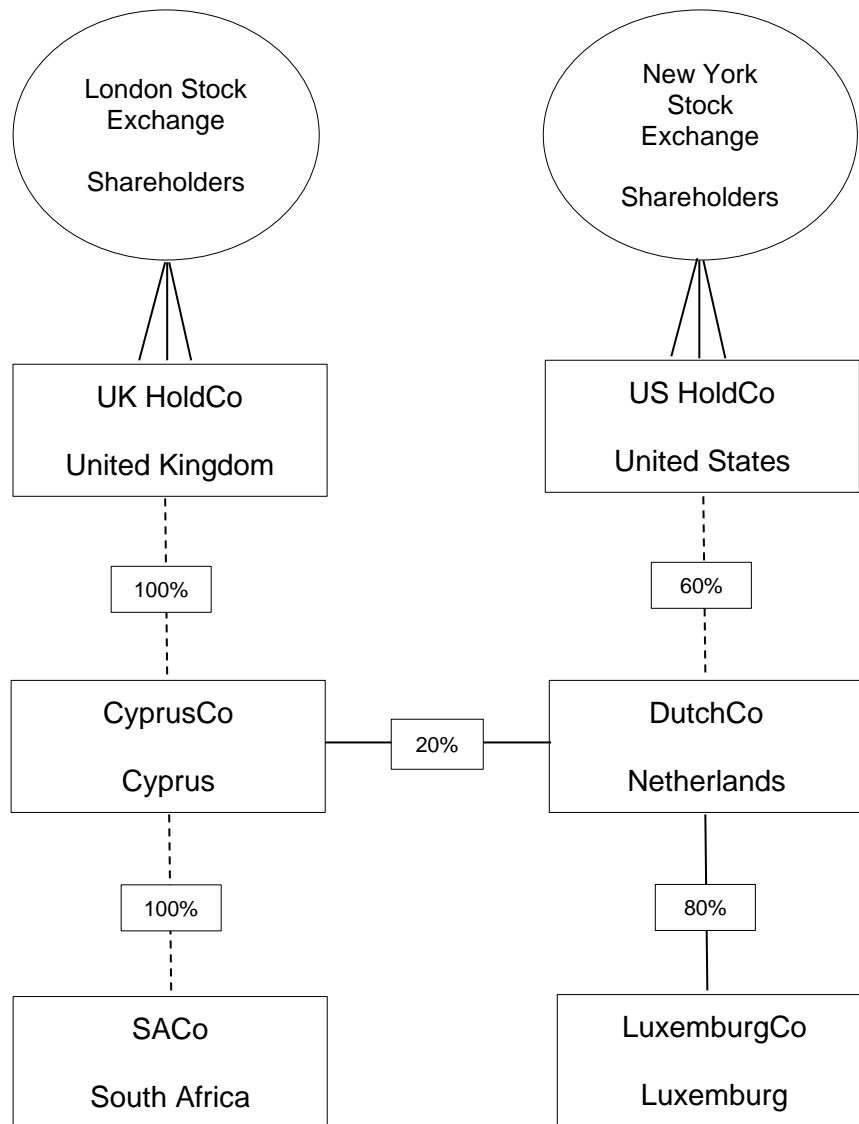 London Stock
Exchange
Shareholders
New York
Stock
Exchange
Shareholders
UK HoldCo
United Kingdom
US HoldCo
United States
100%
60%
CyprusCo
Cyprus
20%
DutchCo
Netherlands
100%
80%
SACo
South Africa
LuxemburgCo
Luxemburg